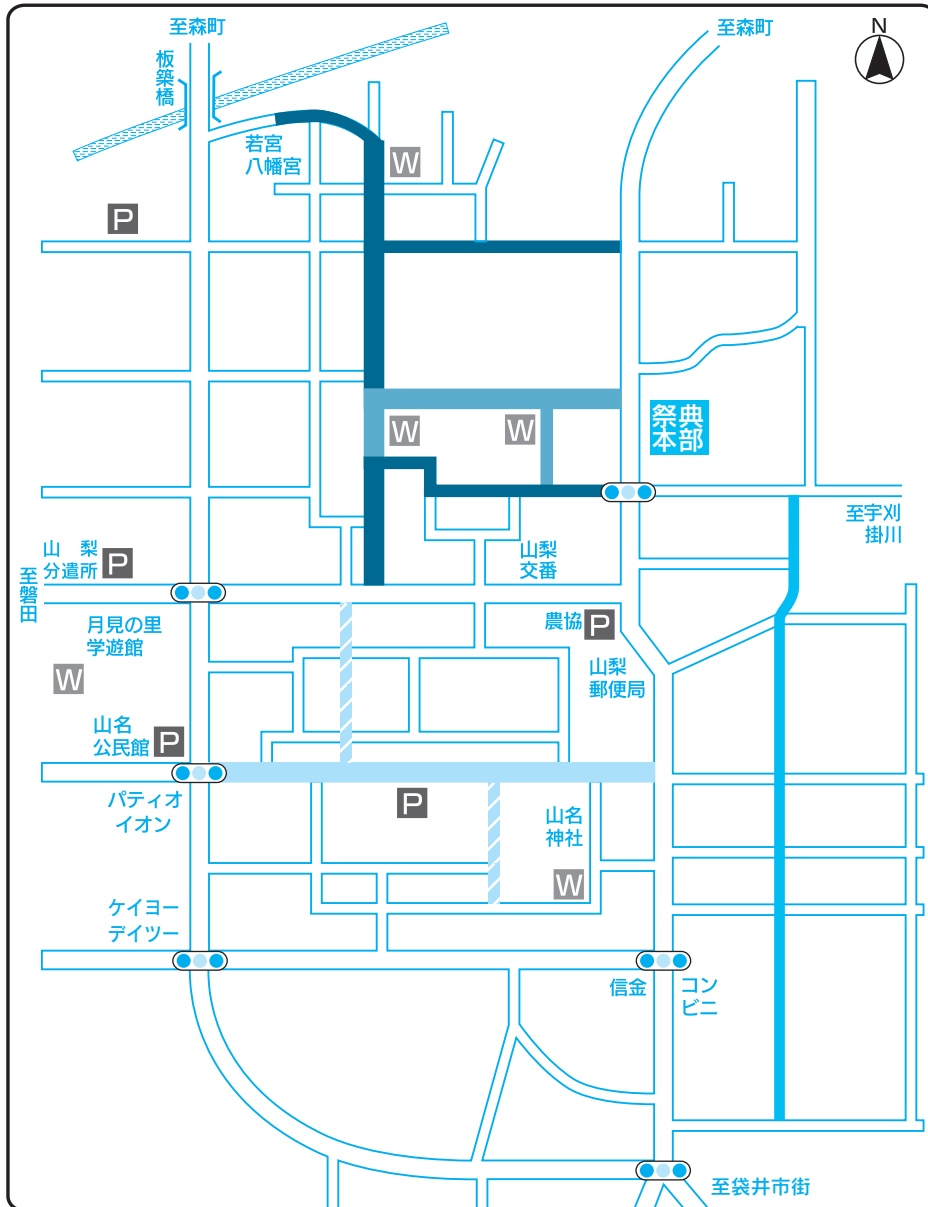 至森町
至森町
N
板築橋
若宮
八幡宮
W
P
祭典
本部
W
W
至宇刈
掛川
山梨
分遣所
P
山梨
交番
至磐田
月見の里
学遊館
農協
P
W
山梨
郵便局
山名
公民館
P
パティオ
イオン
P
山名
神社
W
ケイヨー
デイツー
信金
コン
ビニ
至袋井市街